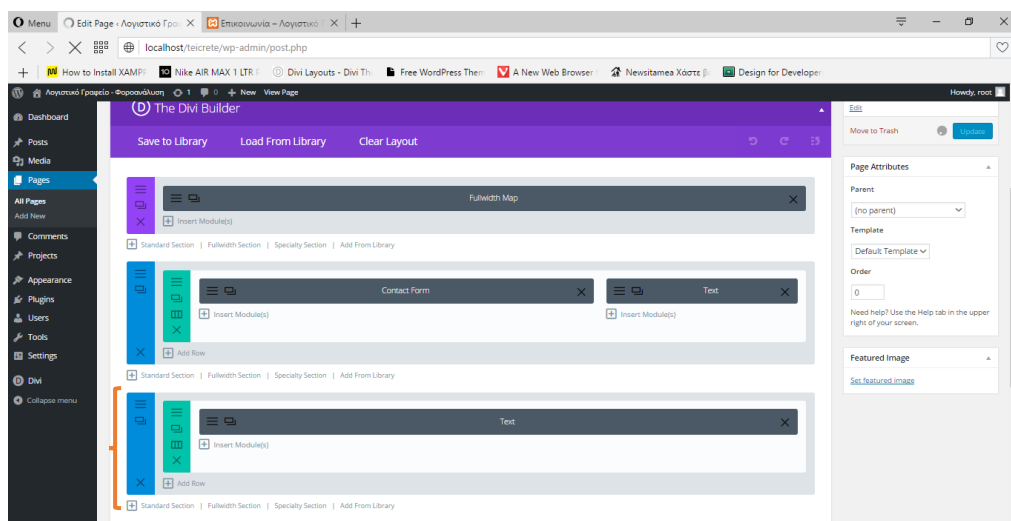 Menu
Edit Page ‹ Λογιστικό Γρα
Επικοινωνία – Λογιστικό Γ
localhost/teicrete/wp-admin/post.php
How to Install XAMPP
Nike AIR MAX 1 LTR
Divi Layouts - Divi Th
Free WordPress Them
A New Web Browser
Newsitamea Χάστε β
Design for Developer
Λογιστικό Γραφείο - Φοροανάλυση
1
0
New
View Page
Howdy, root
Dashboard
Posts
Media
Pages
All Pages
Add New
Comments
Projects
Appearance
Plugins
Users
Tools
Settings
Divi
Collapse menu
The Divi Builder
Save to Library
Load From Library
Clear Layout
Fullwidth Map
Insert Module(s)
Standard Section | Fullwidth Section | Specialty Section | Add From Library
Contact Form
Text
Insert Module(s)
Insert Module(s)
Add Row
Standard Section | Fullwidth Section | Specialty Section | Add From Library
Text
Insert Module(s)
Add Row
Standard Section | Fullwidth Section | Specialty Section | Add From Library
Edit
Move to Trash
Update
Page Attributes
Parent
(no parent)
Template
Default Template
Order
0
Need help? Use the Help tab in the upper
right of your screen.
Featured Image
Set featured image